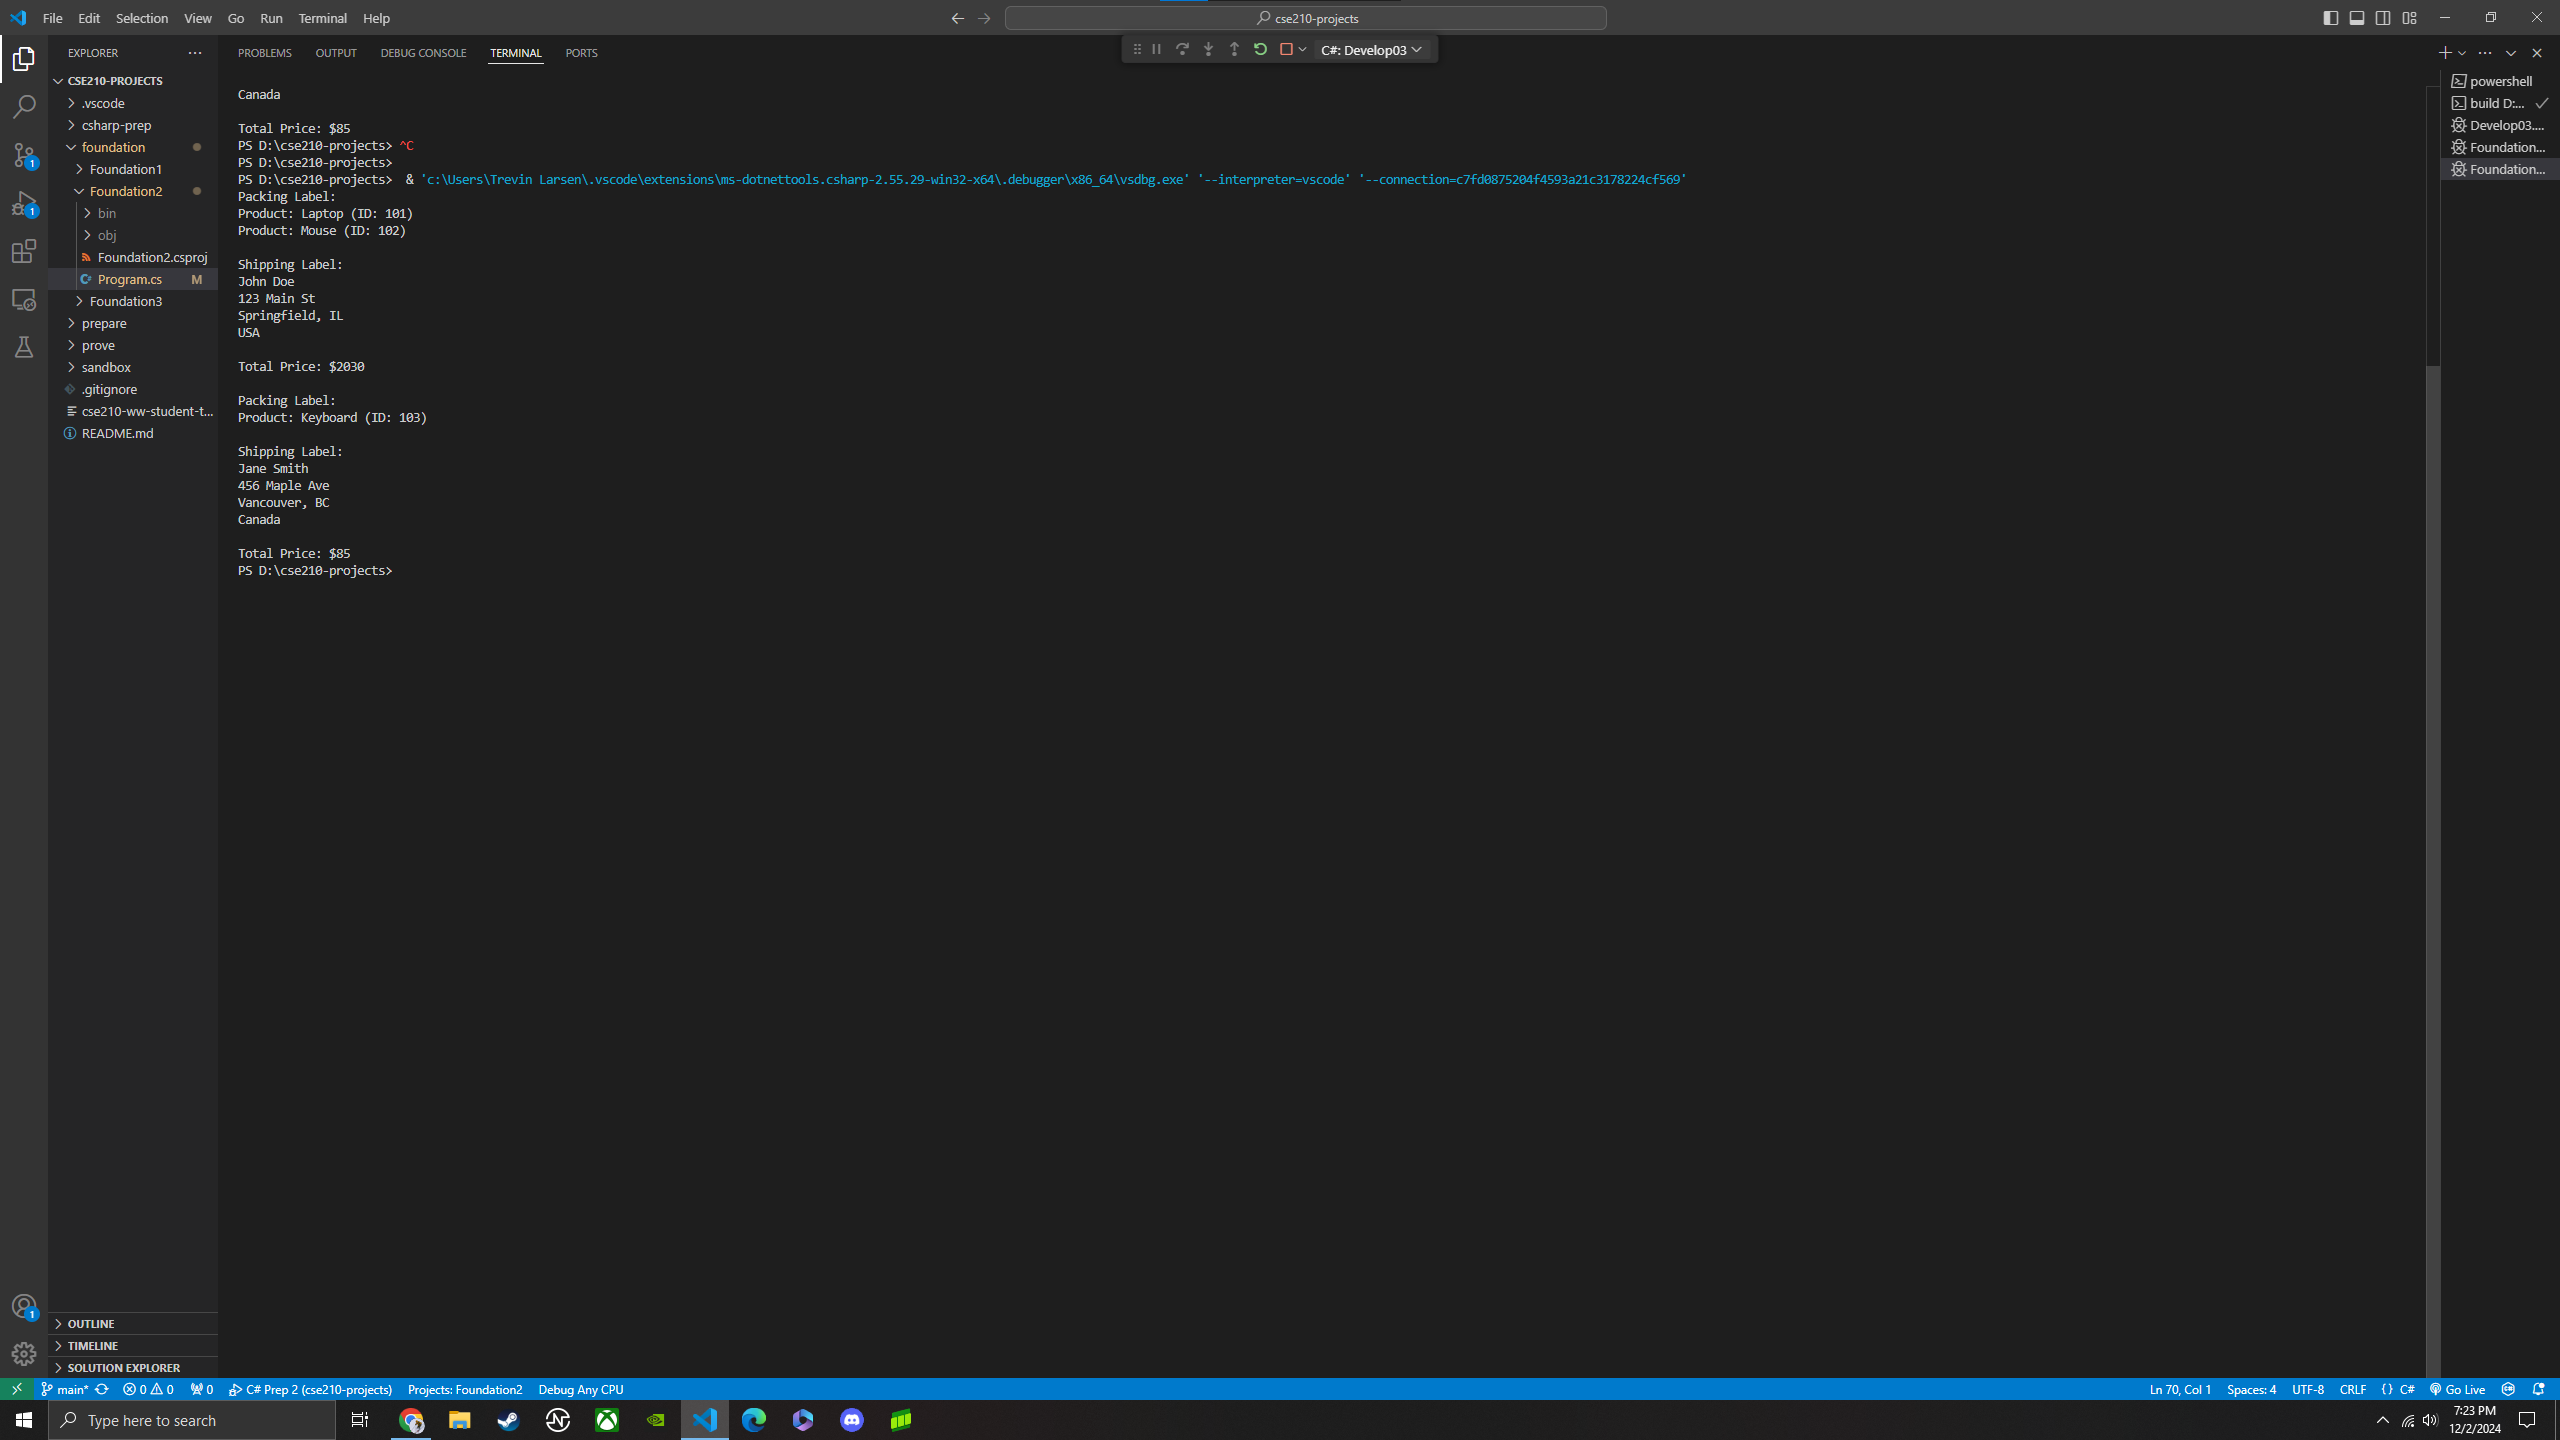 File Edit Selection View Go Run Terminal Help
cse210-projects
EXPLORER
PROBLEMS OUTPUT DEBUG CONSOLE TERMINAL PORTS
C#: Develop03
CSE210-PROJECTS
.vscode
csharp-prep
foundation
Foundation1
Foundation2
bin
obj
Foundation2.csproj
Program.cs M
Foundation3
prepare
prove
sandbox
.gitignore
cse210-ww-student-t...
README.md
Canada
Total Price: $85
PS D:\cse210-projects> ^C
PS D:\cse210-projects>
PS D:\cse210-projects>  & 'c:\Users\Trevin Larsen\.vscode\extensions\ms-dotnettools.csharp-2.55.29-win32-x64\.debugger\x86_64\vsdbg.exe' '--interpreter=vscode' '--connection=c7fd0875204f4593a21c3178224cf569'
Packing Label:
Product: Laptop (ID: 101)
Product: Mouse (ID: 102)
Shipping Label:
John Doe
123 Main St
Springfield, IL
USA
Total Price: $2030
Packing Label:
Product: Keyboard (ID: 103)
Shipping Label:
Jane Smith
456 Maple Ave
Vancouver, BC
Canada
Total Price: $85
PS D:\cse210-projects>
powershell
build D:...
Develop03....
Foundation...
Foundation...
1
1
1
OUTLINE
TIMELINE
SOLUTION EXPLORER
main* 0 0 0 C# Prep 2 (cse210-projects) Projects: Foundation2 Debug Any CPU
Ln 70, Col 1 Spaces: 4 UTF-8 CRLF {} C# Go Live
Type here to search
7:23 PM
12/2/2024